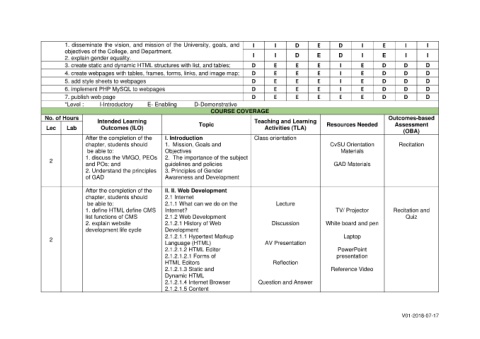 1. disseminate the vision, and mission of the University, goals, and objectives of the College, and Department. I I D E D I E I I
2. explain gender equality. I I D E D I E I I
3. create static and dynamic HTML structures with list, and tables; D E E E I E D D D
4. create webpages with tables, frames, forms, links, and image map; D E E E I E D D D
5. add style sheets to webpages D E E E I E D D D
6. implement PHP MySQL to webpages D E E E I E D D D
7. publish web page D E E E I E D D D
*Level : I-Introductory E- Enabling D-Demonstrative
COURSE COVERAGE
No. of Hours
Lec Lab
Intended Learning Outcomes (ILO)
Topic
Teaching and Learning Activities (TLA)
Resources Needed
Outcomes-based Assessment (OBA)
2
After the completion of the
chapter, students should
be able to:
1. discuss the VMGO, PEOs
and POs; and
2. Understand the principles
of GAD
I. Introduction
1. Mission, Goals and
Objectives
2. The importance of the subject
guidelines and policies
3. Principles of Gender
Awareness and Development
Class orientation
CvSU Orientation
Materials
GAD Materials
Recitation
2
After the completion of the
chapter, students should
be able to:
1. define HTML define CMS
list functions of CMS
2. explain website
development life cycle
II. II. Web Development
2.1 Internet
2.1.1 What can we do on the
Internet?
2.1.2 Web Development
2.1.2.1 History of Web
Development
2.1.2.1.1 Hypertext Markup
Language (HTML)
2.1.2.1.2 HTML Editor
2.1.2.1.2.1 Forms of
HTML Editors
2.1.2.1.3 Static and
Dynamic HTML
2.1.2.1.4 Internet Browser
2.1.2.1.5 Content
Lecture
Discussion
AV Presentation
Reflection
Question and Answer
TV/ Projector
White board and pen
Laptop
PowerPoint
presentation
Reference Video
Recitation and
Quiz
V01-2018-07-17